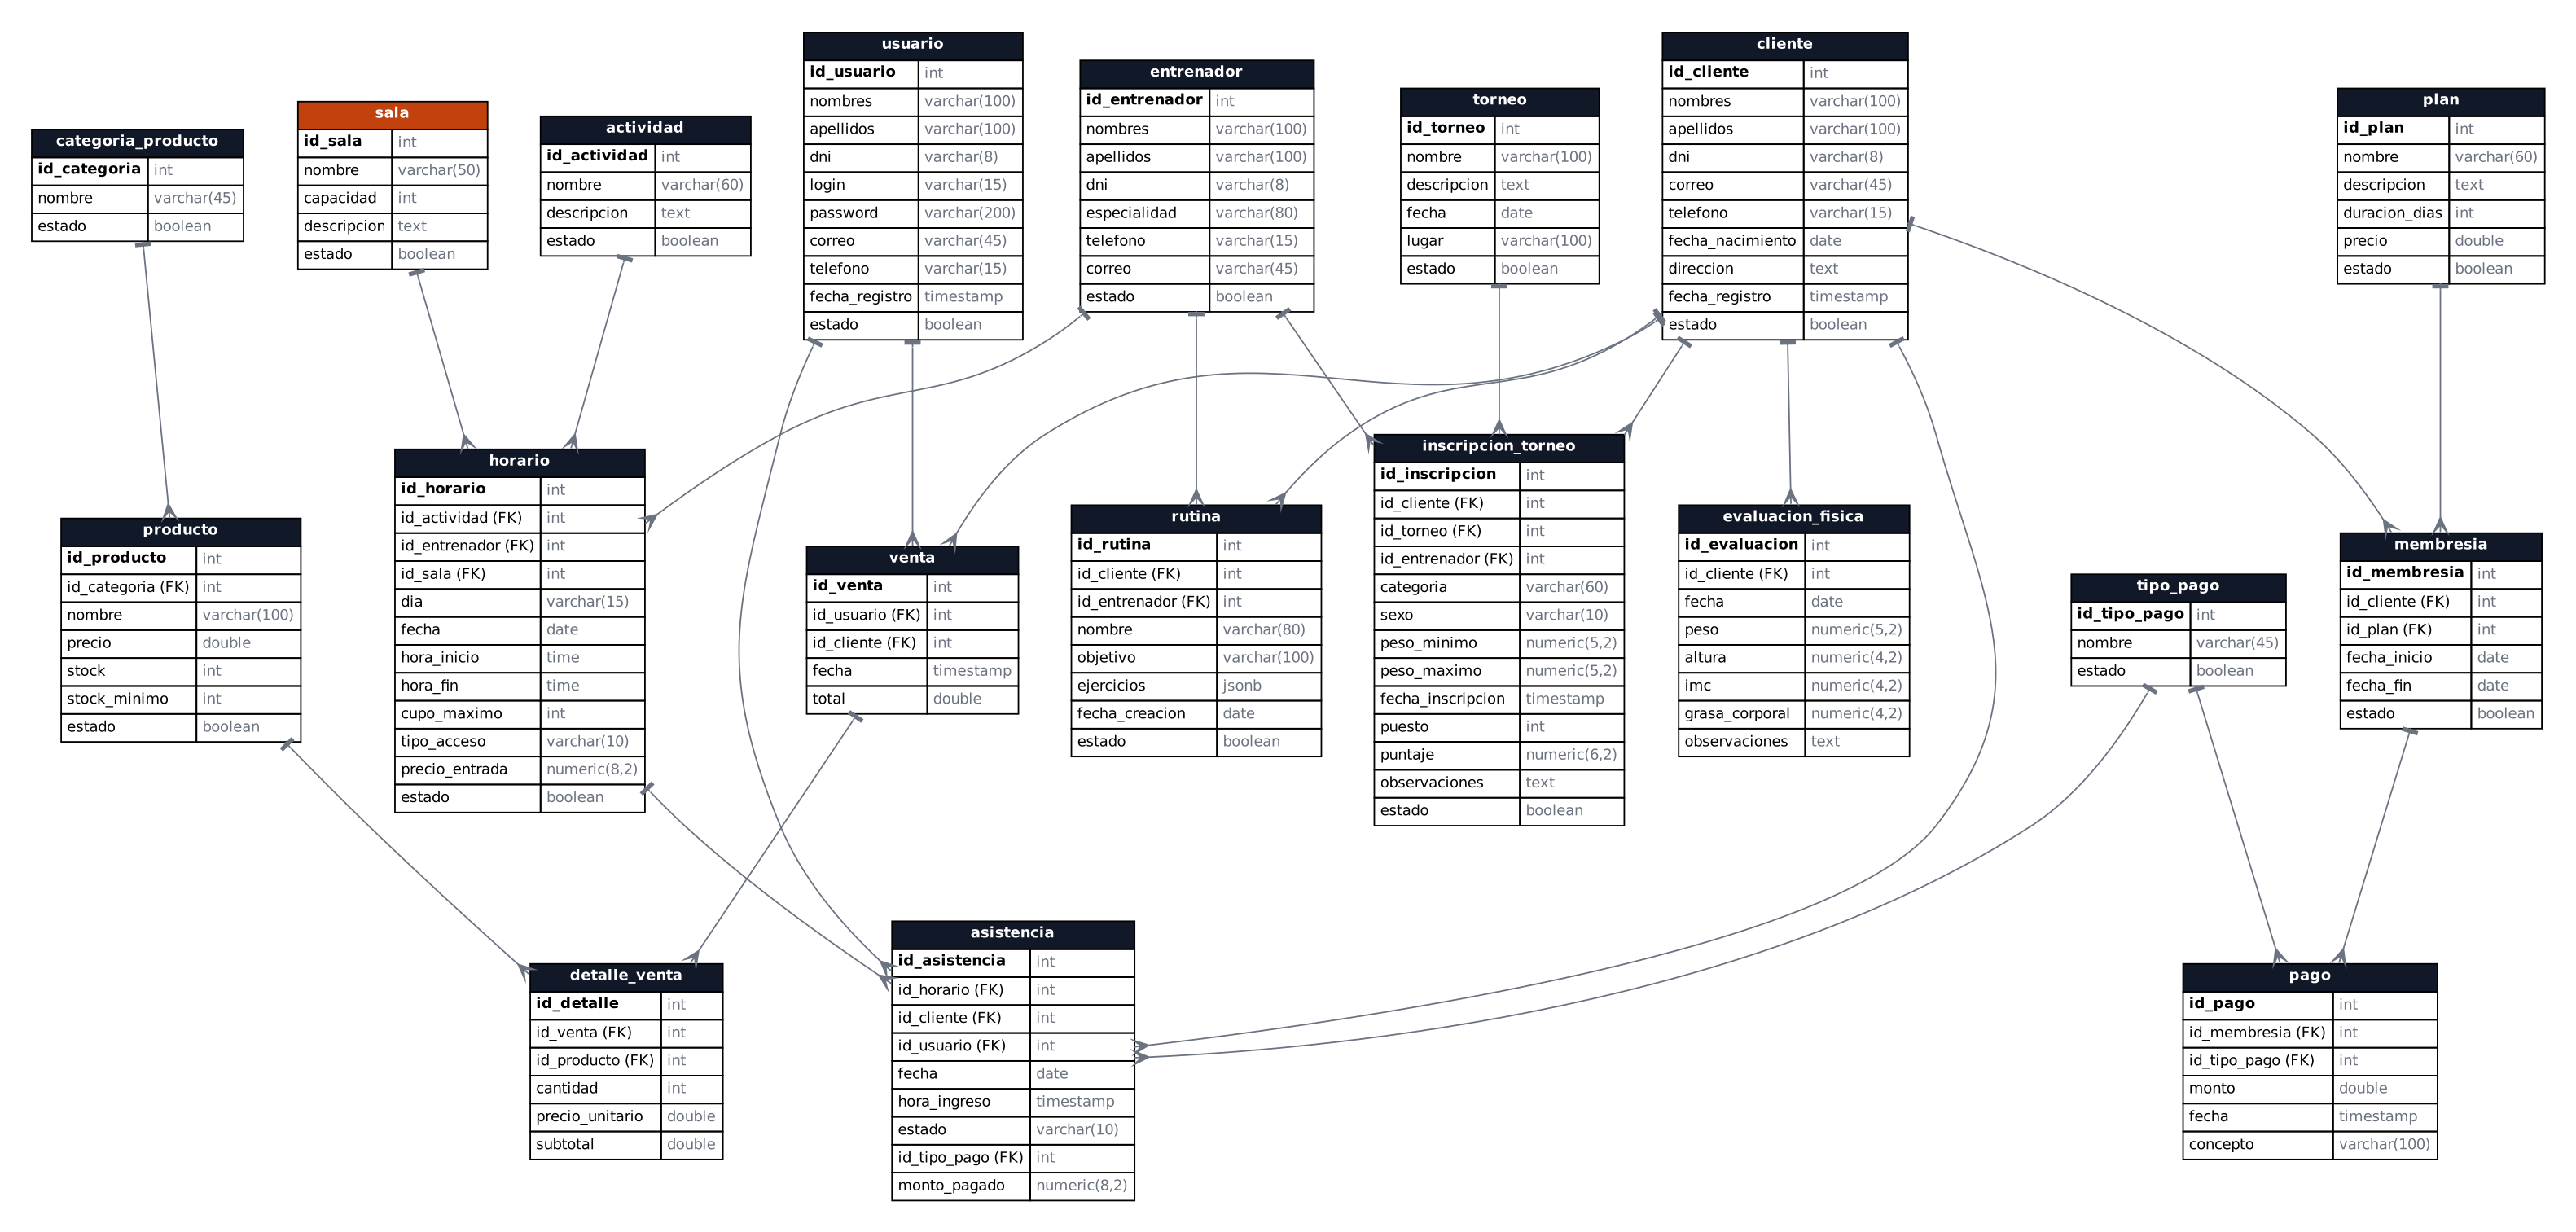 usuario
id_usuario int
nombres varchar(100)
apellidos varchar(100)
dni varchar(8)
login varchar(15)
password varchar(200)
correo varchar(45)
telefono varchar(15)
fecha_registro timestamp
estado boolean
cliente
id_cliente int
nombres varchar(100)
apellidos varchar(100)
dni varchar(8)
correo varchar(45)
telefono varchar(15)
fecha_nacimiento date
direccion text
fecha_registro timestamp
estado boolean
entrenador
id_entrenador int
nombres varchar(100)
apellidos varchar(100)
dni varchar(8)
especialidad varchar(80)
telefono varchar(15)
correo varchar(45)
estado boolean
torneo
id_torneo int
nombre varchar(100)
descripcion text
fecha date
lugar varchar(100)
estado boolean
plan
id_plan int
nombre varchar(60)
descripcion text
duracion_dias int
precio double
estado boolean
sala
id_sala int
nombre varchar(50)
capacidad int
descripcion text
estado boolean
actividad
id_actividad int
nombre varchar(60)
descripcion text
estado boolean
categoria_producto
id_categoria int
nombre varchar(45)
estado boolean
inscripcion_torneo
id_inscripcion int
id_cliente (FK) int
id_torneo (FK) int
id_entrenador (FK) int
categoria varchar(60)
sexo varchar(10)
peso_minimo numeric(5,2)
peso_maximo numeric(5,2)
fecha_inscripcion timestamp
puesto int
puntaje numeric(6,2)
observaciones text
estado boolean
horario
id_horario int
id_actividad (FK) int
id_entrenador (FK) int
id_sala (FK) int
dia varchar(15)
fecha date
hora_inicio time
hora_fin time
cupo_maximo int
tipo_acceso varchar(10)
precio_entrada numeric(8,2)
estado boolean
rutina
id_rutina int
id_cliente (FK) int
id_entrenador (FK) int
nombre varchar(80)
objetivo varchar(100)
ejercicios jsonb
fecha_creacion date
estado boolean
evaluacion_fisica
id_evaluacion int
id_cliente (FK) int
fecha date
peso numeric(5,2)
altura numeric(4,2)
imc numeric(4,2)
grasa_corporal numeric(4,2)
observaciones text
producto
id_producto int
id_categoria (FK) int
nombre varchar(100)
precio double
stock int
stock_minimo int
estado boolean
membresia
id_membresia int
id_cliente (FK) int
id_plan (FK) int
fecha_inicio date
fecha_fin date
estado boolean
venta
id_venta int
id_usuario (FK) int
id_cliente (FK) int
fecha timestamp
total double
tipo_pago
id_tipo_pago int
nombre varchar(45)
estado boolean
asistencia
id_asistencia int
id_horario (FK) int
id_cliente (FK) int
id_usuario (FK) int
fecha date
hora_ingreso timestamp
estado varchar(10)
id_tipo_pago (FK) int
monto_pagado numeric(8,2)
detalle_venta
id_detalle int
id_venta (FK) int
id_producto (FK) int
cantidad int
precio_unitario double
subtotal double
pago
id_pago int
id_membresia (FK) int
id_tipo_pago (FK) int
monto double
fecha timestamp
concepto varchar(100)